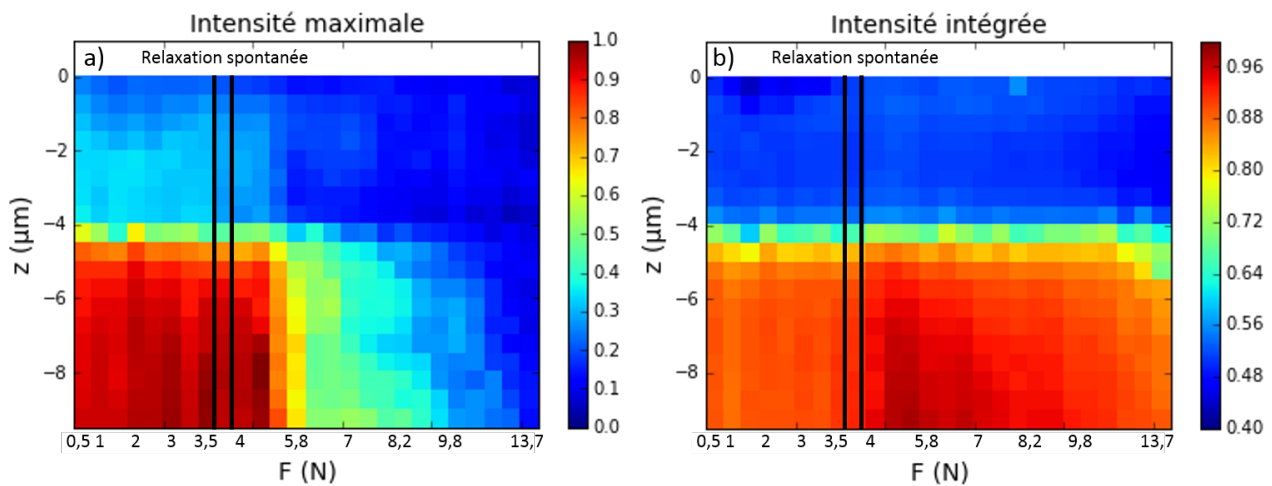 Intensité maximale
a) Relaxation spontanée
0
−2
−4
−6
−8
z (µm)
0,5 1 2 3 3,5 4 5,8 7 8,2 9,8 13,7
F (N)
1.0
0.9
0.8
0.7
0.6
0.5
0.4
0.3
0.2
0.1
0.0
Intensité intégrée
b) Relaxation spontanée
0
−2
−4
−6
−8
z (µm)
0,5 1 2 3 3,5 4 5,8 7 8,2 9,8 13,7
F (N)
0.96
0.88
0.80
0.72
0.64
0.56
0.48
0.40